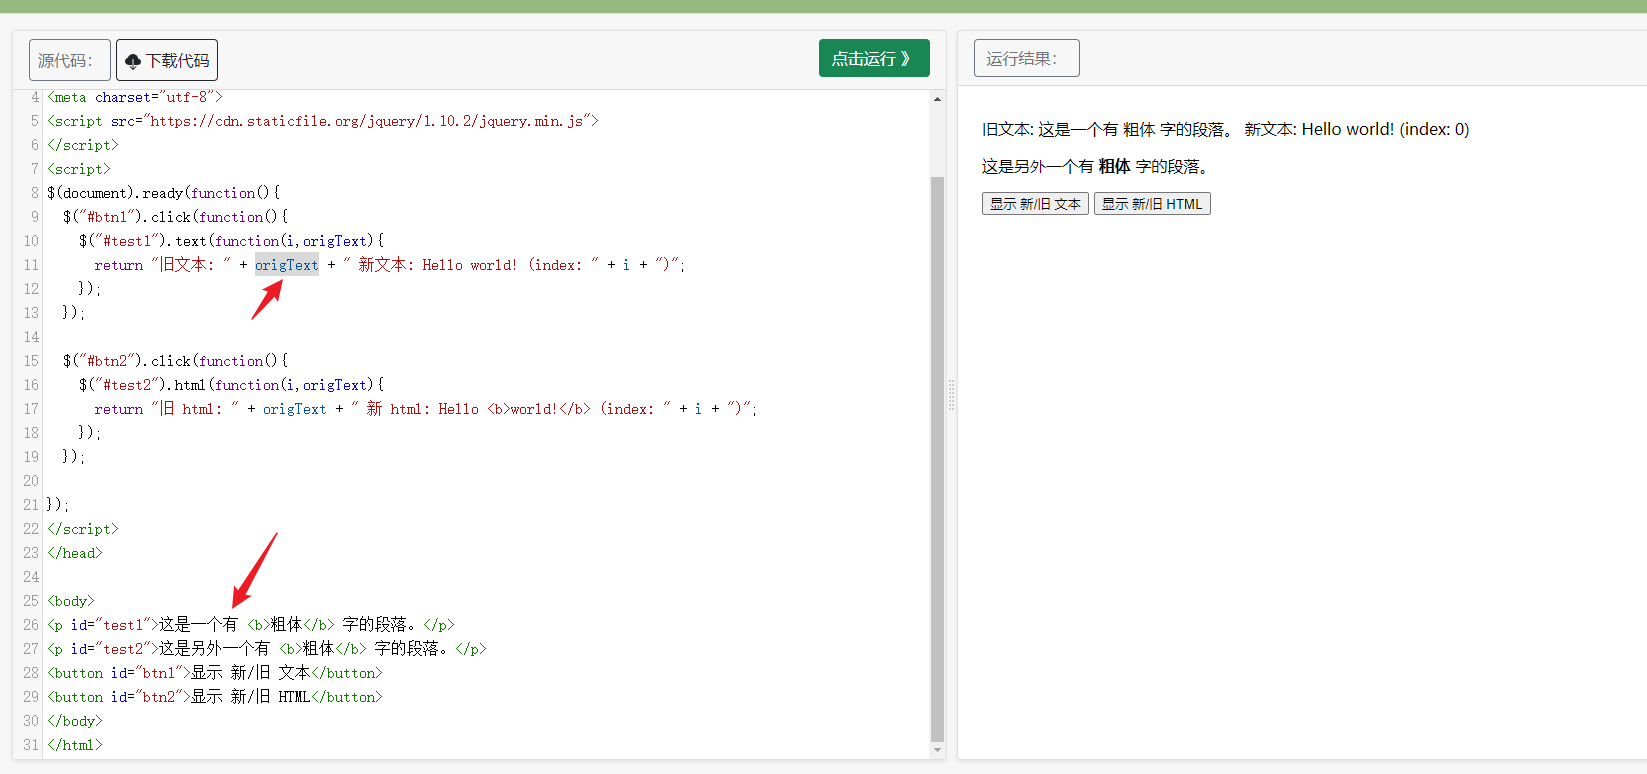 源代码：
下载代码
点击运行 》
4 <meta charset="utf-8">
5 <script src="https://cdn.staticfile.org/jquery/1.10.2/jquery.min.js">
6 </script>
7 <script>
8 $(document).ready(function(){
9   $("#btn1").click(function(){
10     $("#test1").text(function(i,origText){
11       return "旧文本: " + origText + " 新文本: Hello world! (index: " + i + ")";
12     });
13   });
14
15   $("#btn2").click(function(){
16     $("#test2").html(function(i,origText){
17       return "旧 html: " + origText + " 新 html: Hello <b>world!</b> (index: " + i + ")";
18     });
19   });
20
21 });
22 </script>
23 </head>
24
25 <body>
26 <p id="test1">这是一个有 <b>粗体</b> 字的段落。</p>
27 <p id="test2">这是另外一个有 <b>粗体</b> 字的段落。</p>
28 <button id="btn1">显示 新/旧 文本</button>
29 <button id="btn2">显示 新/旧 HTML</button>
30 </body>
31 </html>
运行结果：
旧文本: 这是一个有 粗体 字的段落。 新文本: Hello world! (index: 0)
这是另外一个有 粗体 字的段落。
显示 新/旧 文本
显示 新/旧 HTML